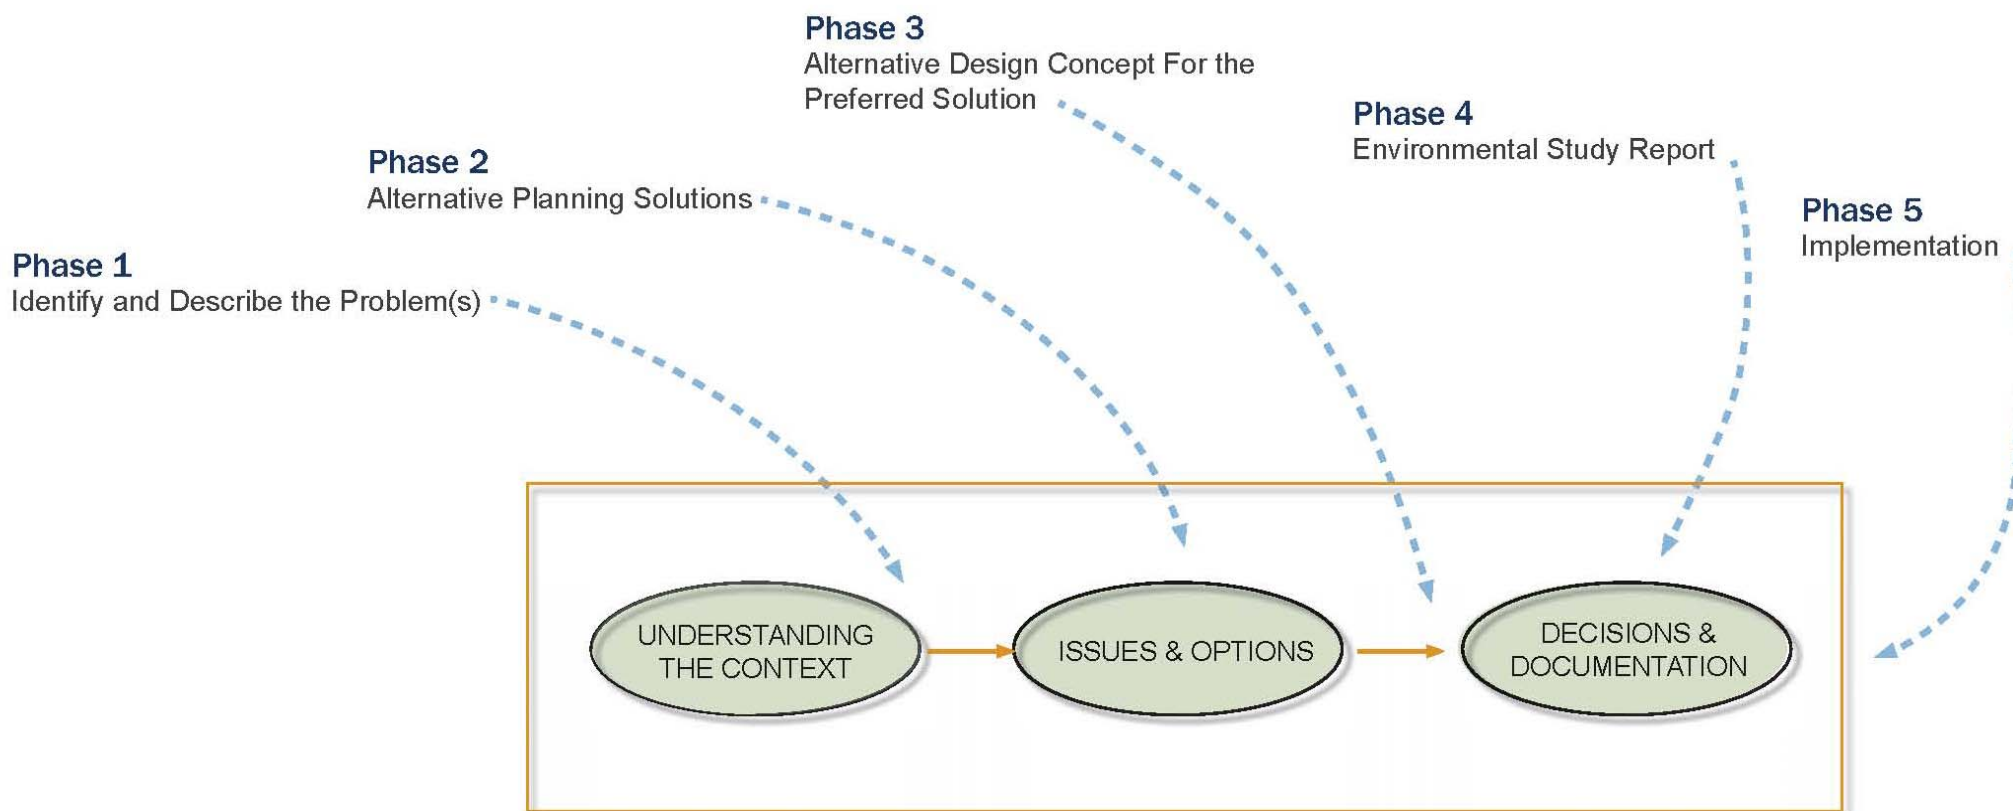 Phase 1
Identify and Describe the Problem(s)
Phase 2
Alternative Planning Solutions
Phase 3
Alternative Design Concept For the
Preferred Solution
Phase 4
Environmental Study Report
Phase 5
Implementation
UNDERSTANDING
THE CONTEXT
ISSUES & OPTIONS
DECISIONS &
DOCUMENTATION